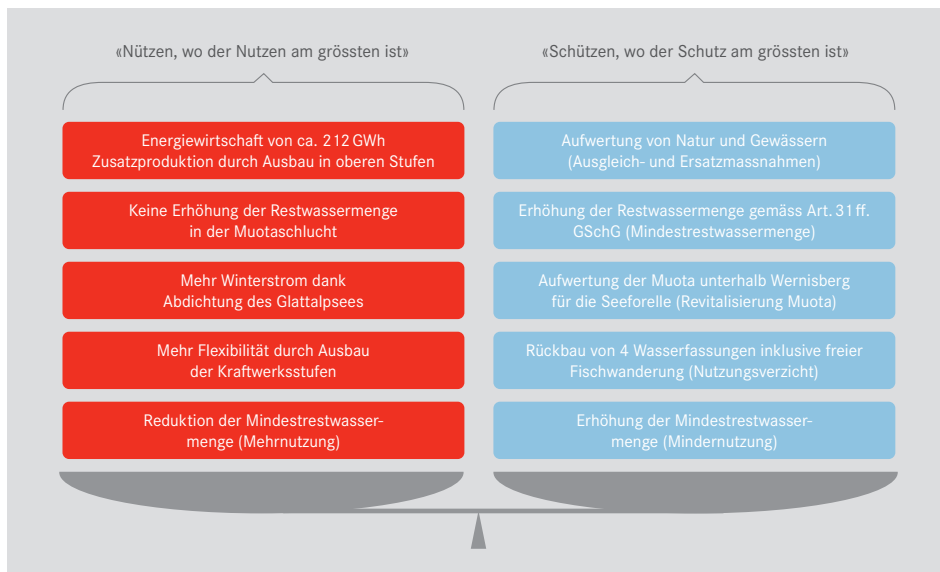 «Nützen, wo der Nutzen am grössten ist»
Energiewirtschaft von ca. 212 GWh
Zusatzproduktion durch Ausbau in oberen Stufen
Keine Erhöhung der Restwassermenge
in der Muotaschlucht
Mehr Winterstrom dank
Abdichtung des Glattalpsees
Mehr Flexibilität durch Ausbau
der Kraftwerksstufen
Reduktion der Mindestrestwasser-
menge (Mehrnutzung)
«Schützen, wo der Schutz am grössten ist»
Aufwertung von Natur und Gewässern
(Ausgleich- und Ersatzmassnahmen)
Erhöhung der Restwassermenge gemäss Art. 31 ff.
GSchG (Mindestrestwassermenge)
Aufwertung der Muota unterhalb Wernisberg
für die Seeforelle (Revitalisierung Muota)
Rückbau von 4 Wasserfassungen inklusive freier
Fischwanderung (Nutzungsverzicht)
Erhöhung der Mindestrestwasser-
menge (Mindernutzung)